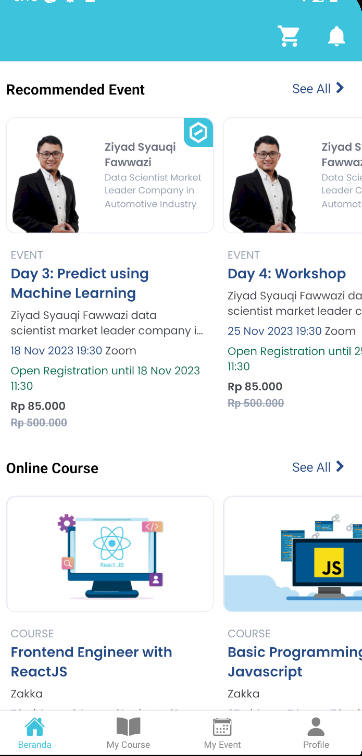 Recommended Event
See All
Ziyad Syauqi
Fawwazi
Data Scientist Market
Leader Company in
Automotive Industry
EVENT
Day 3: Predict using
Machine Learning
Ziyad Syauqi Fawwazi data
scientist market leader company i...
18 Nov 2023 19:30 Zoom
Open Registration until 18 Nov 2023
11:30
Rp 85.000
Rp 500.000
Ziyad S
Fawwaz
Data Scie
Leader C
Automoti
EVENT
Day 4: Workshop
Ziyad Syauqi Fawwazi da
scientist market leader c
25 Nov 2023 19:30 Zoom
Open Registration until 25
11:30
Rp 85.000
Rp 500.000
Online Course
See All
React JS
COURSE
Frontend Engineer with
ReactJS
Zakka
JS
COURSE
Basic Programming
Javascript
Zakka
Beranda
My Course
My Event
Profile